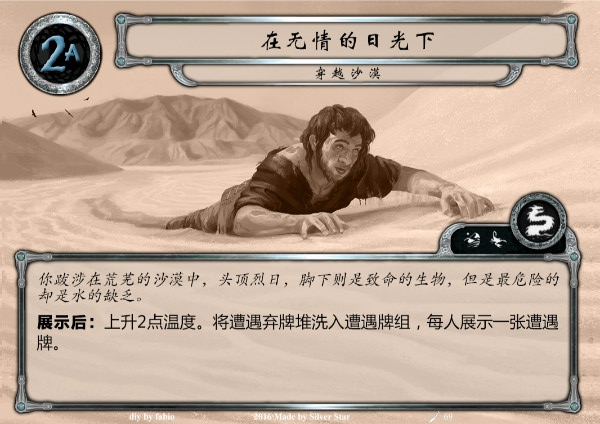 2A
在无情的日光下
穿越沙漠
你跋涉在荒芜的沙漠中，头顶烈日，脚下则是致命的生物，但是最危险的
却是水的缺乏。
展示后：上升2点温度。将遭遇弃牌堆洗入遭遇牌组，每人展示一张遭遇
牌。
diy by fabio 2016 Made by Silver Star 69